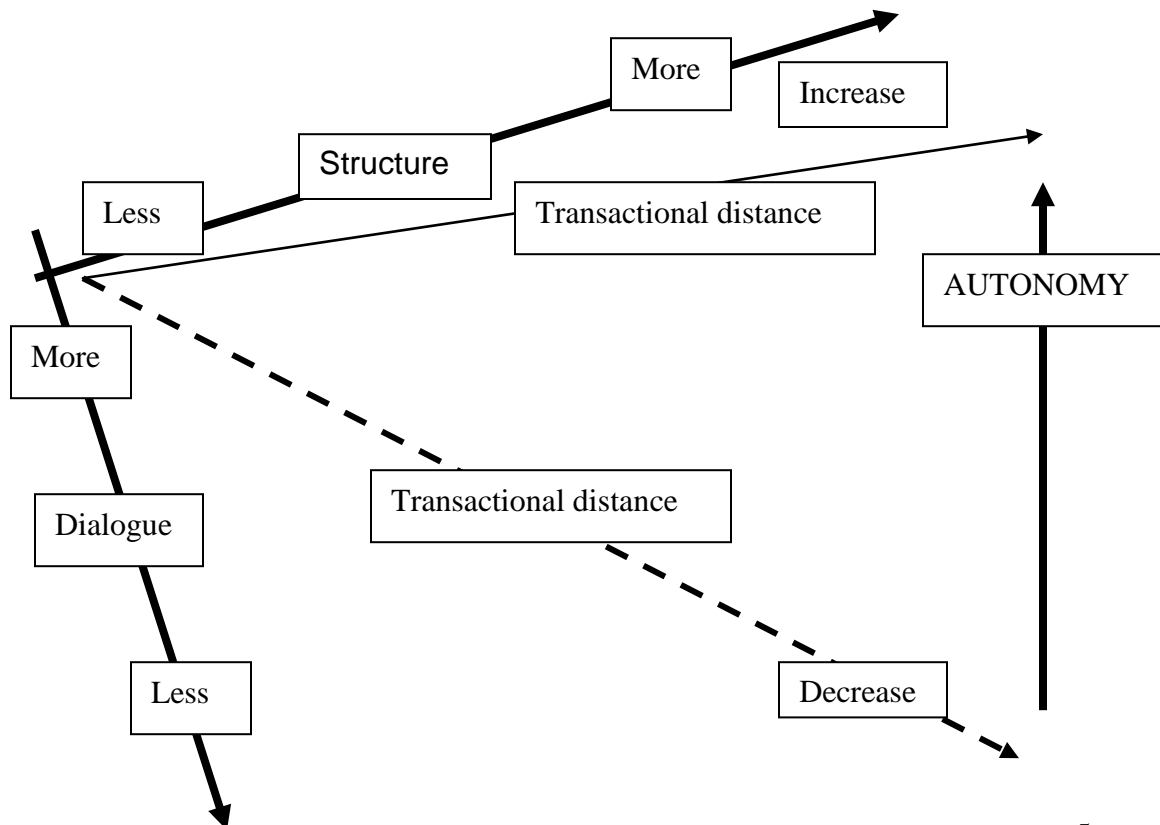 More
Increase
Structure
Less
Transactional distance
AUTONOMY
More
Transactional distance
Dialogue
Less
Decrease